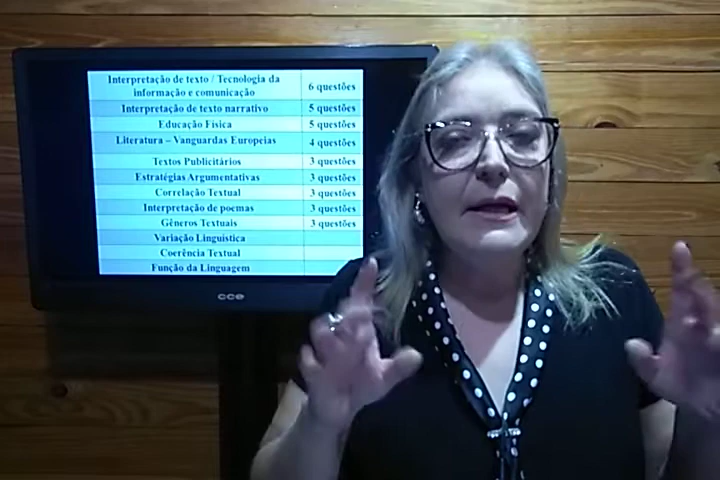 Interpretação de texto / Tecnologia da
informação e comunicação
6 questões
Interpretação de texto narrativo
5 questões
Educação Física
5 questões
Literatura – Vanguardas Europeias
4 questões
Textos Publicitários
3 questões
Estratégias Argumentativas
3 questões
Correlação Textual
3 questões
Interpretação de poemas
3 questões
Gêneros Textuais
3 questões
Variação Linguística
Coerência Textual
Função da Linguagem
cce